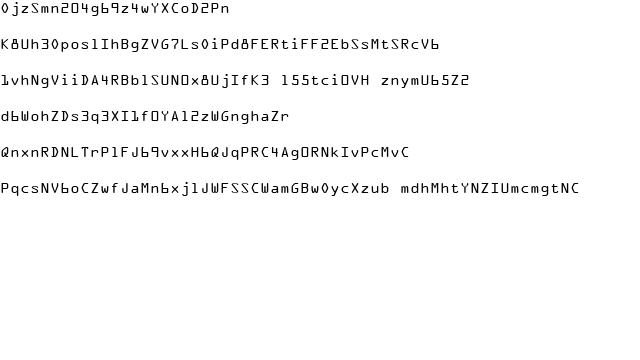 0jzSmn204g69z4wYXCoD2Pn
K8Uh30poslIhBgZVG7Ls0iPd8FERtiFF2EbSsMtSRcV6
1vhNgViiDA4RBblSUN0x8UjIfK3 l55tci0VH znymU65Z2
d6WohZDs3q3XI1f0YAl2zWGnghaZr
QnxnRDNLTrPlFJ69vxxH6QJqPRC4Ag0RNkIvPcMvC
PqcsNV6oCZwfJaMn6xjlJWFSSCWamGBw0ycXzub mdhMhtYNZIUmcmgtNC